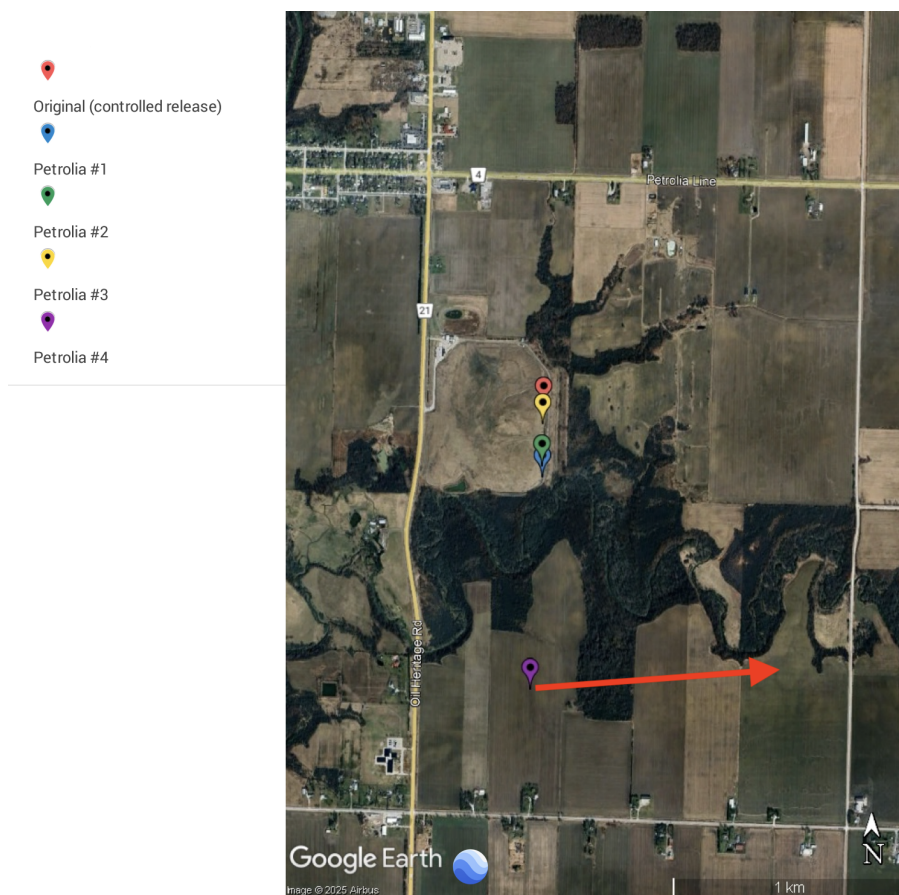 Original (controlled release)
Petrolia #1
Petrolia #2
Petrolia #3
Petrolia #4
4
Petrolia Line
21
Oil Heritage Rd
N
Google Earth
1 km
Image © 2025 Airbus